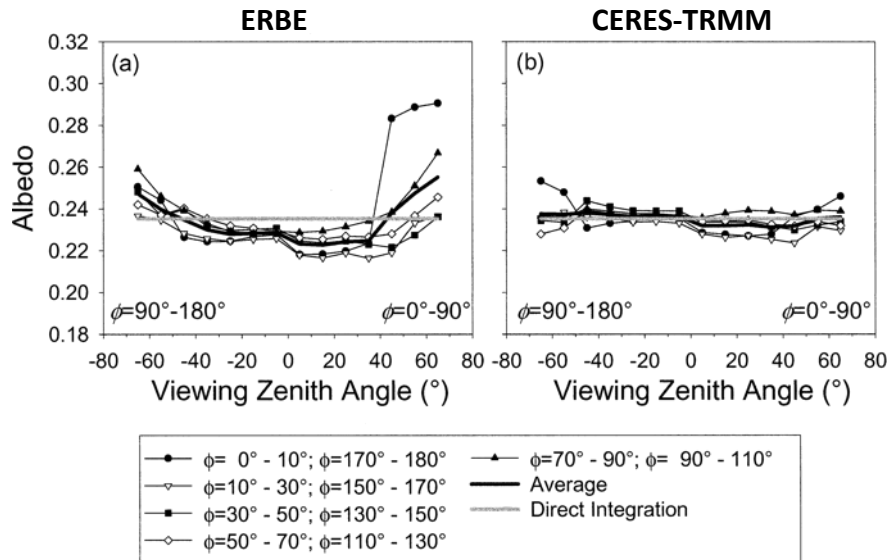 ERBE
CERES-TRMM
0.32
0.30
0.28
0.26
0.24
0.22
0.20
0.18
Albedo
(a)
ϕ=90°-180°
ϕ=0°-90°
-80 -60 -40 -20 0 20 40 60 80
Viewing Zenith Angle (°)
(b)
ϕ=90°-180°
ϕ=0°-90°
-80 -60 -40 -20 0 20 40 60 80
Viewing Zenith Angle (°)
ϕ= 0° - 10°; ϕ=170° - 180°
ϕ=10° - 30°; ϕ=150° - 170°
ϕ=30° - 50°; ϕ=130° - 150°
ϕ=50° - 70°; ϕ=110° - 130°
ϕ=70° - 90°; ϕ= 90° - 110°
Average
Direct Integration